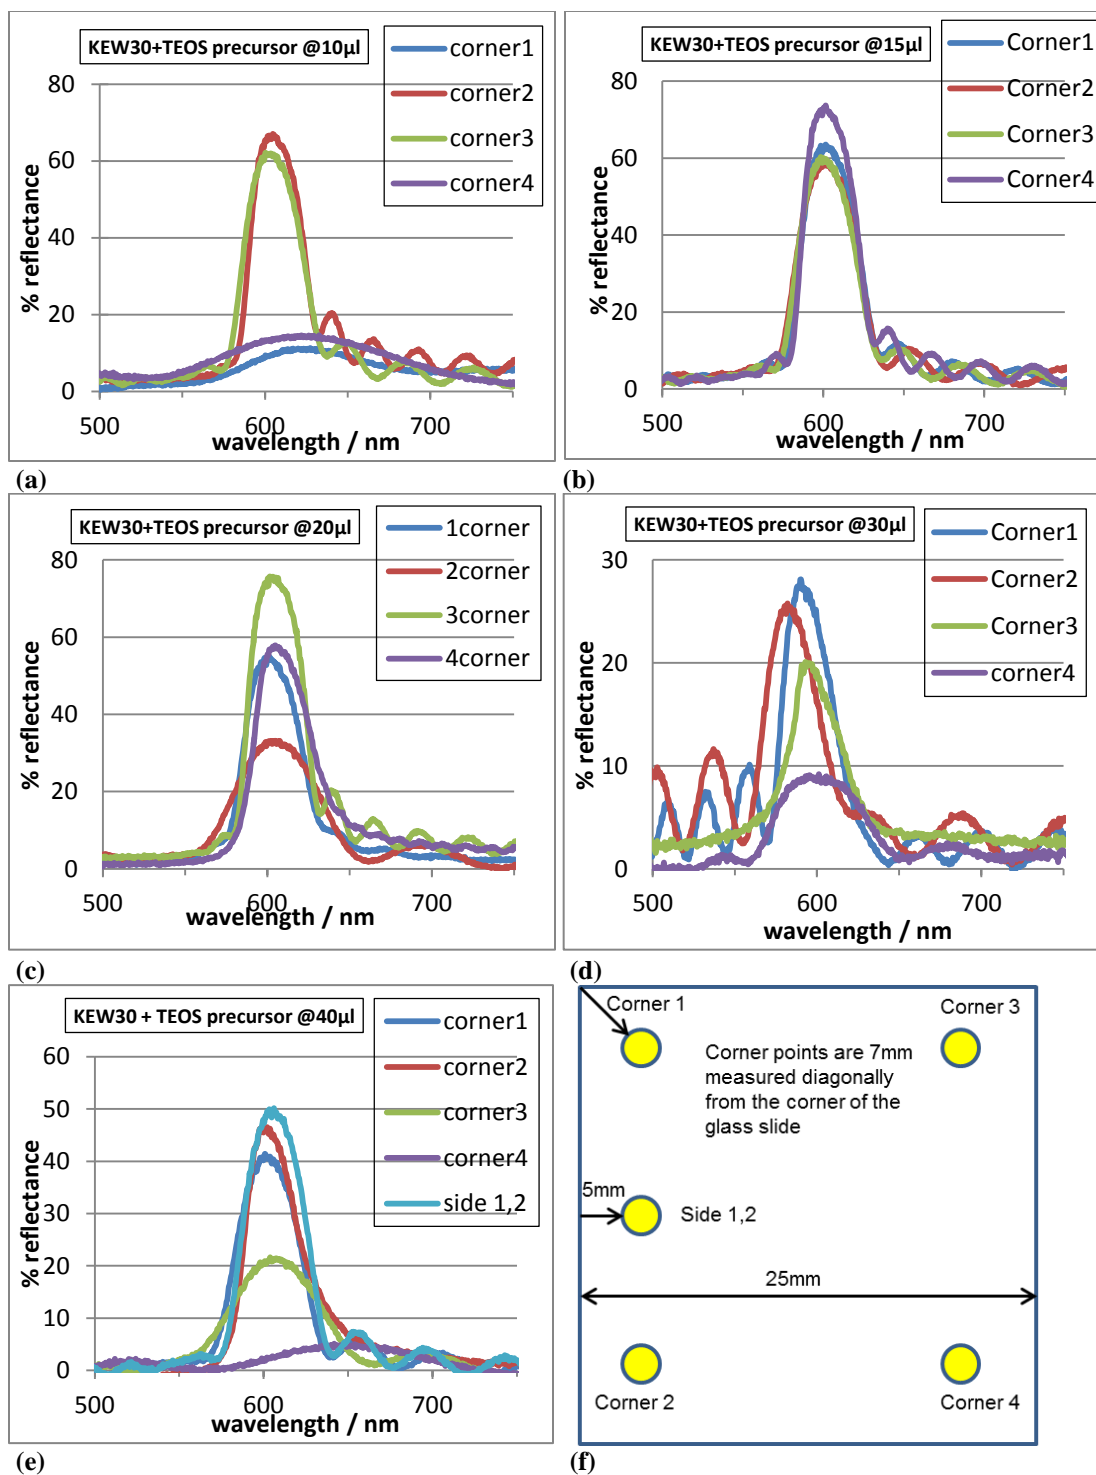 KEW30+TEOS precursor @10µl
corner1
corner2
corner3
corner4
% reflectance
80
60
40
20
0
500
600
700
wavelength / nm
(a)
KEW30+TEOS precursor @15µl
Corner1
Corner2
Corner3
Corner4
% reflectance
80
60
40
20
0
500
600
700
wavelength / nm
(b)
KEW30+TEOS precursor @20µl
1corner
2corner
3corner
4corner
% reflectance
80
60
40
20
0
500
600
700
wavelength / nm
(c)
KEW30+TEOS precursor @30µl
Corner1
Corner2
Corner3
corner4
% reflectance
30
20
10
0
500
600
700
wavelength / nm
(d)
KEW30 + TEOS precursor @40µl
corner1
corner2
corner3
corner4
side 1,2
% reflectance
60
50
40
30
20
10
0
500
600
700
wavelength / nm
(e)
Corner 1
Corner 3
Corner points are 7mm
measured diagonally
from the corner of the
glass slide
5mm
Side 1,2
25mm
Corner 2
Corner 4
(f)